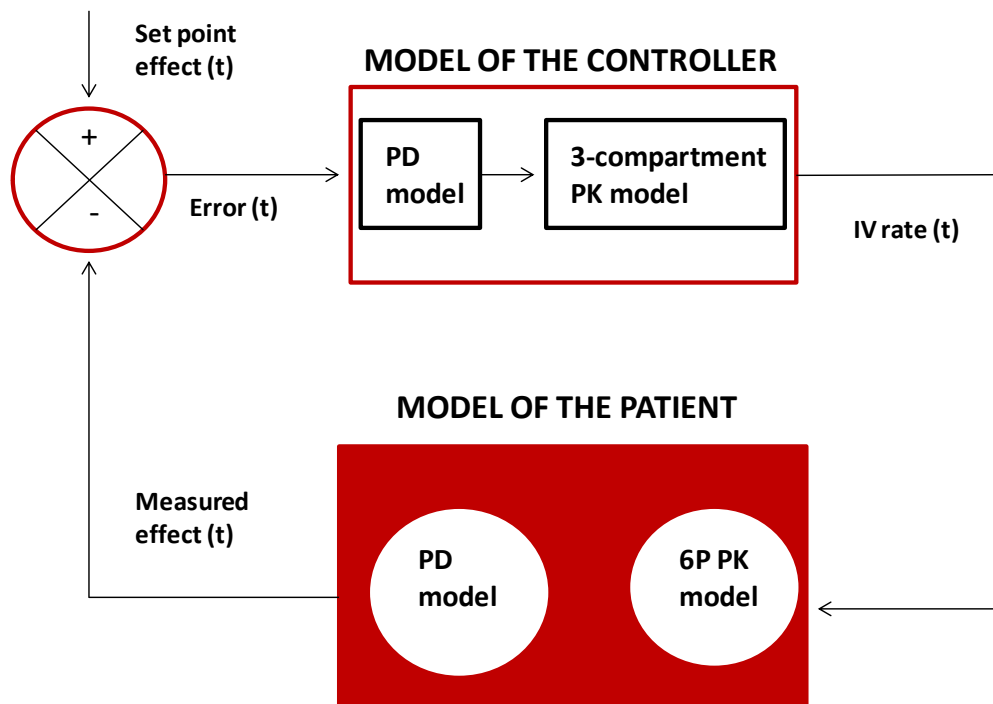 Set point
effect (t)
MODEL OF THE CONTROLLER
+
-
Error (t)
PD
model
3-compartment
PK model
IV rate (t)
MODEL OF THE PATIENT
Measured
effect (t)
PD
model
6P PK
model